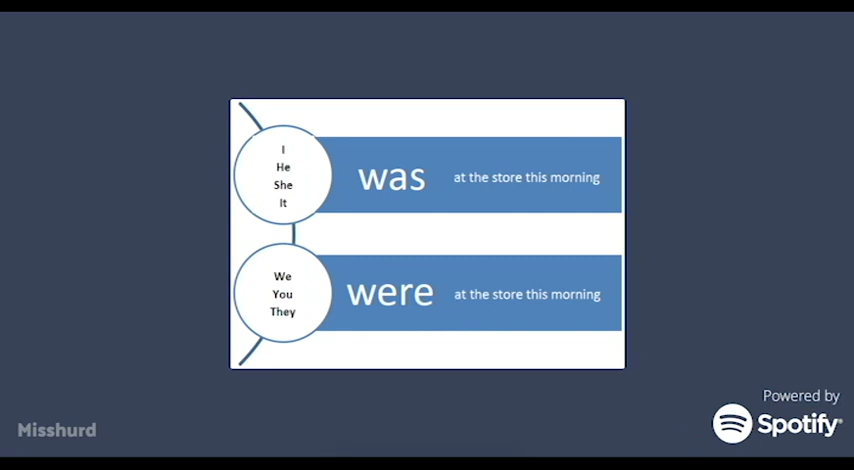 I
He
She
It
was at the store this morning
We
You
They
were at the store this morning
Powered by
Spotify
Misshurd